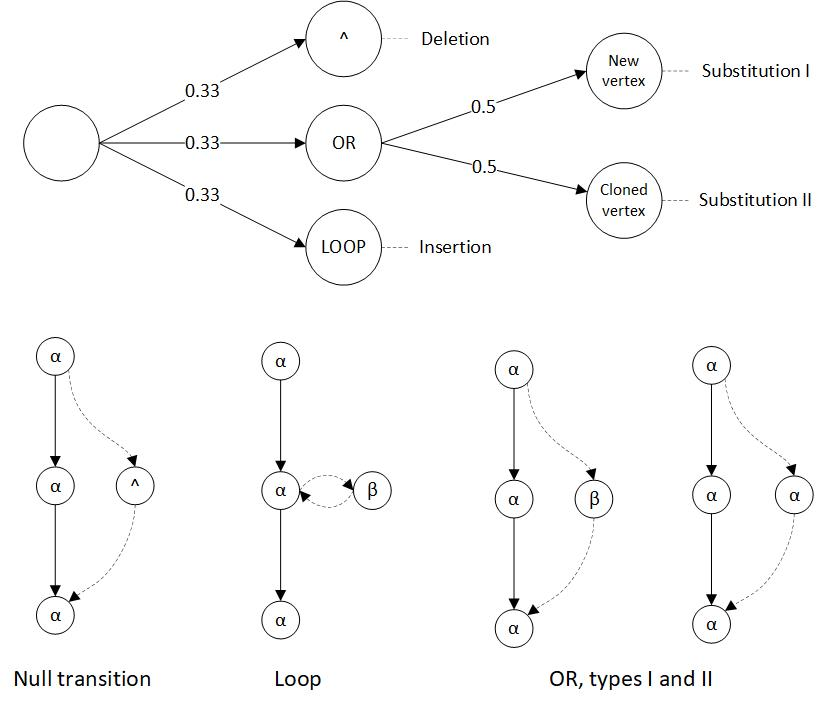 ^
Deletion
New
vertex
Substitution I
0.33
0.5
0.33
OR
0.5
0.33
Cloned
vertex
Substitution II
LOOP
Insertion
α
α
α
α
α
^
α
β
α
β
α
α
α
α
α
α
Null transition
Loop
OR, types I and II